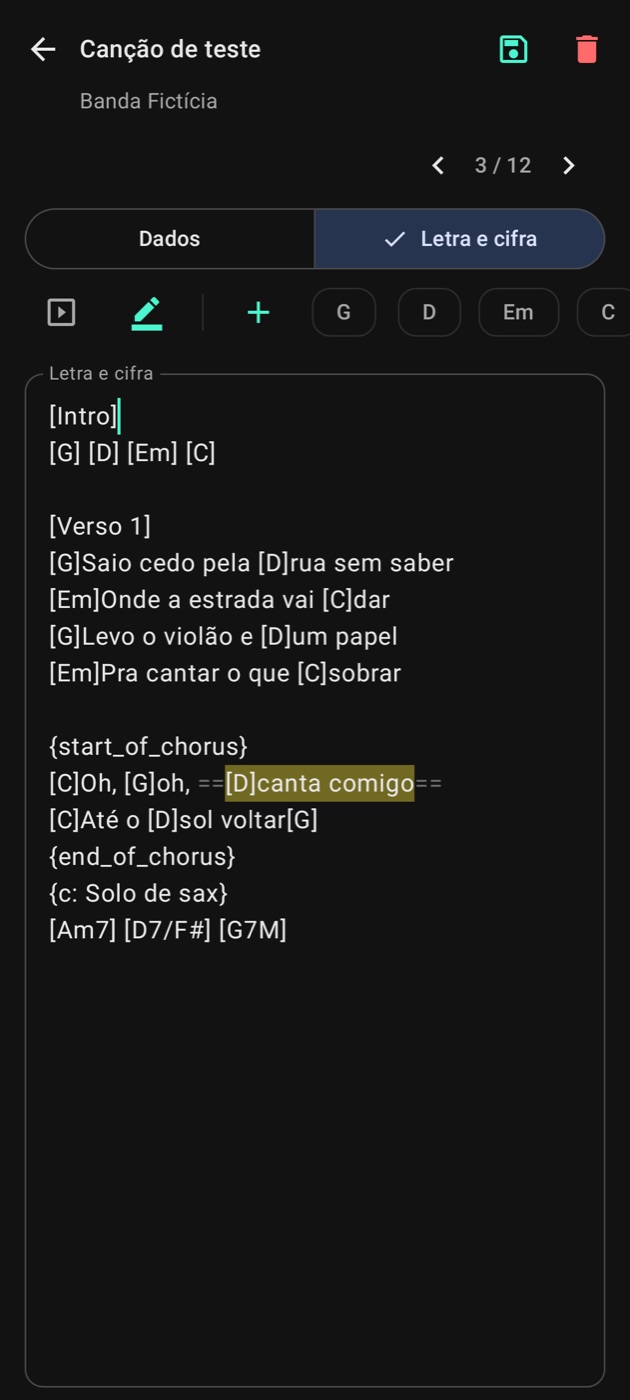 Canção de teste
Banda Fictícia
3 / 12
Dados
Letra e cifra
G D Em C
Letra e cifra
[Intro]
[G] [D] [Em] [C]
[Verso 1]
[G]Saio cedo pela [D]rua sem saber
[Em]Onde a estrada vai [C]dar
[G]Levo o violão e [D]um papel
[Em]Pra cantar o que [C]sobrar
{start_of_chorus}
[C]Oh, [G]oh, ==[D]canta comigo==
[C]Até o [D]sol voltar[G]
{end_of_chorus}
{c: Solo de sax}
[Am7] [D7/F#] [G7M]